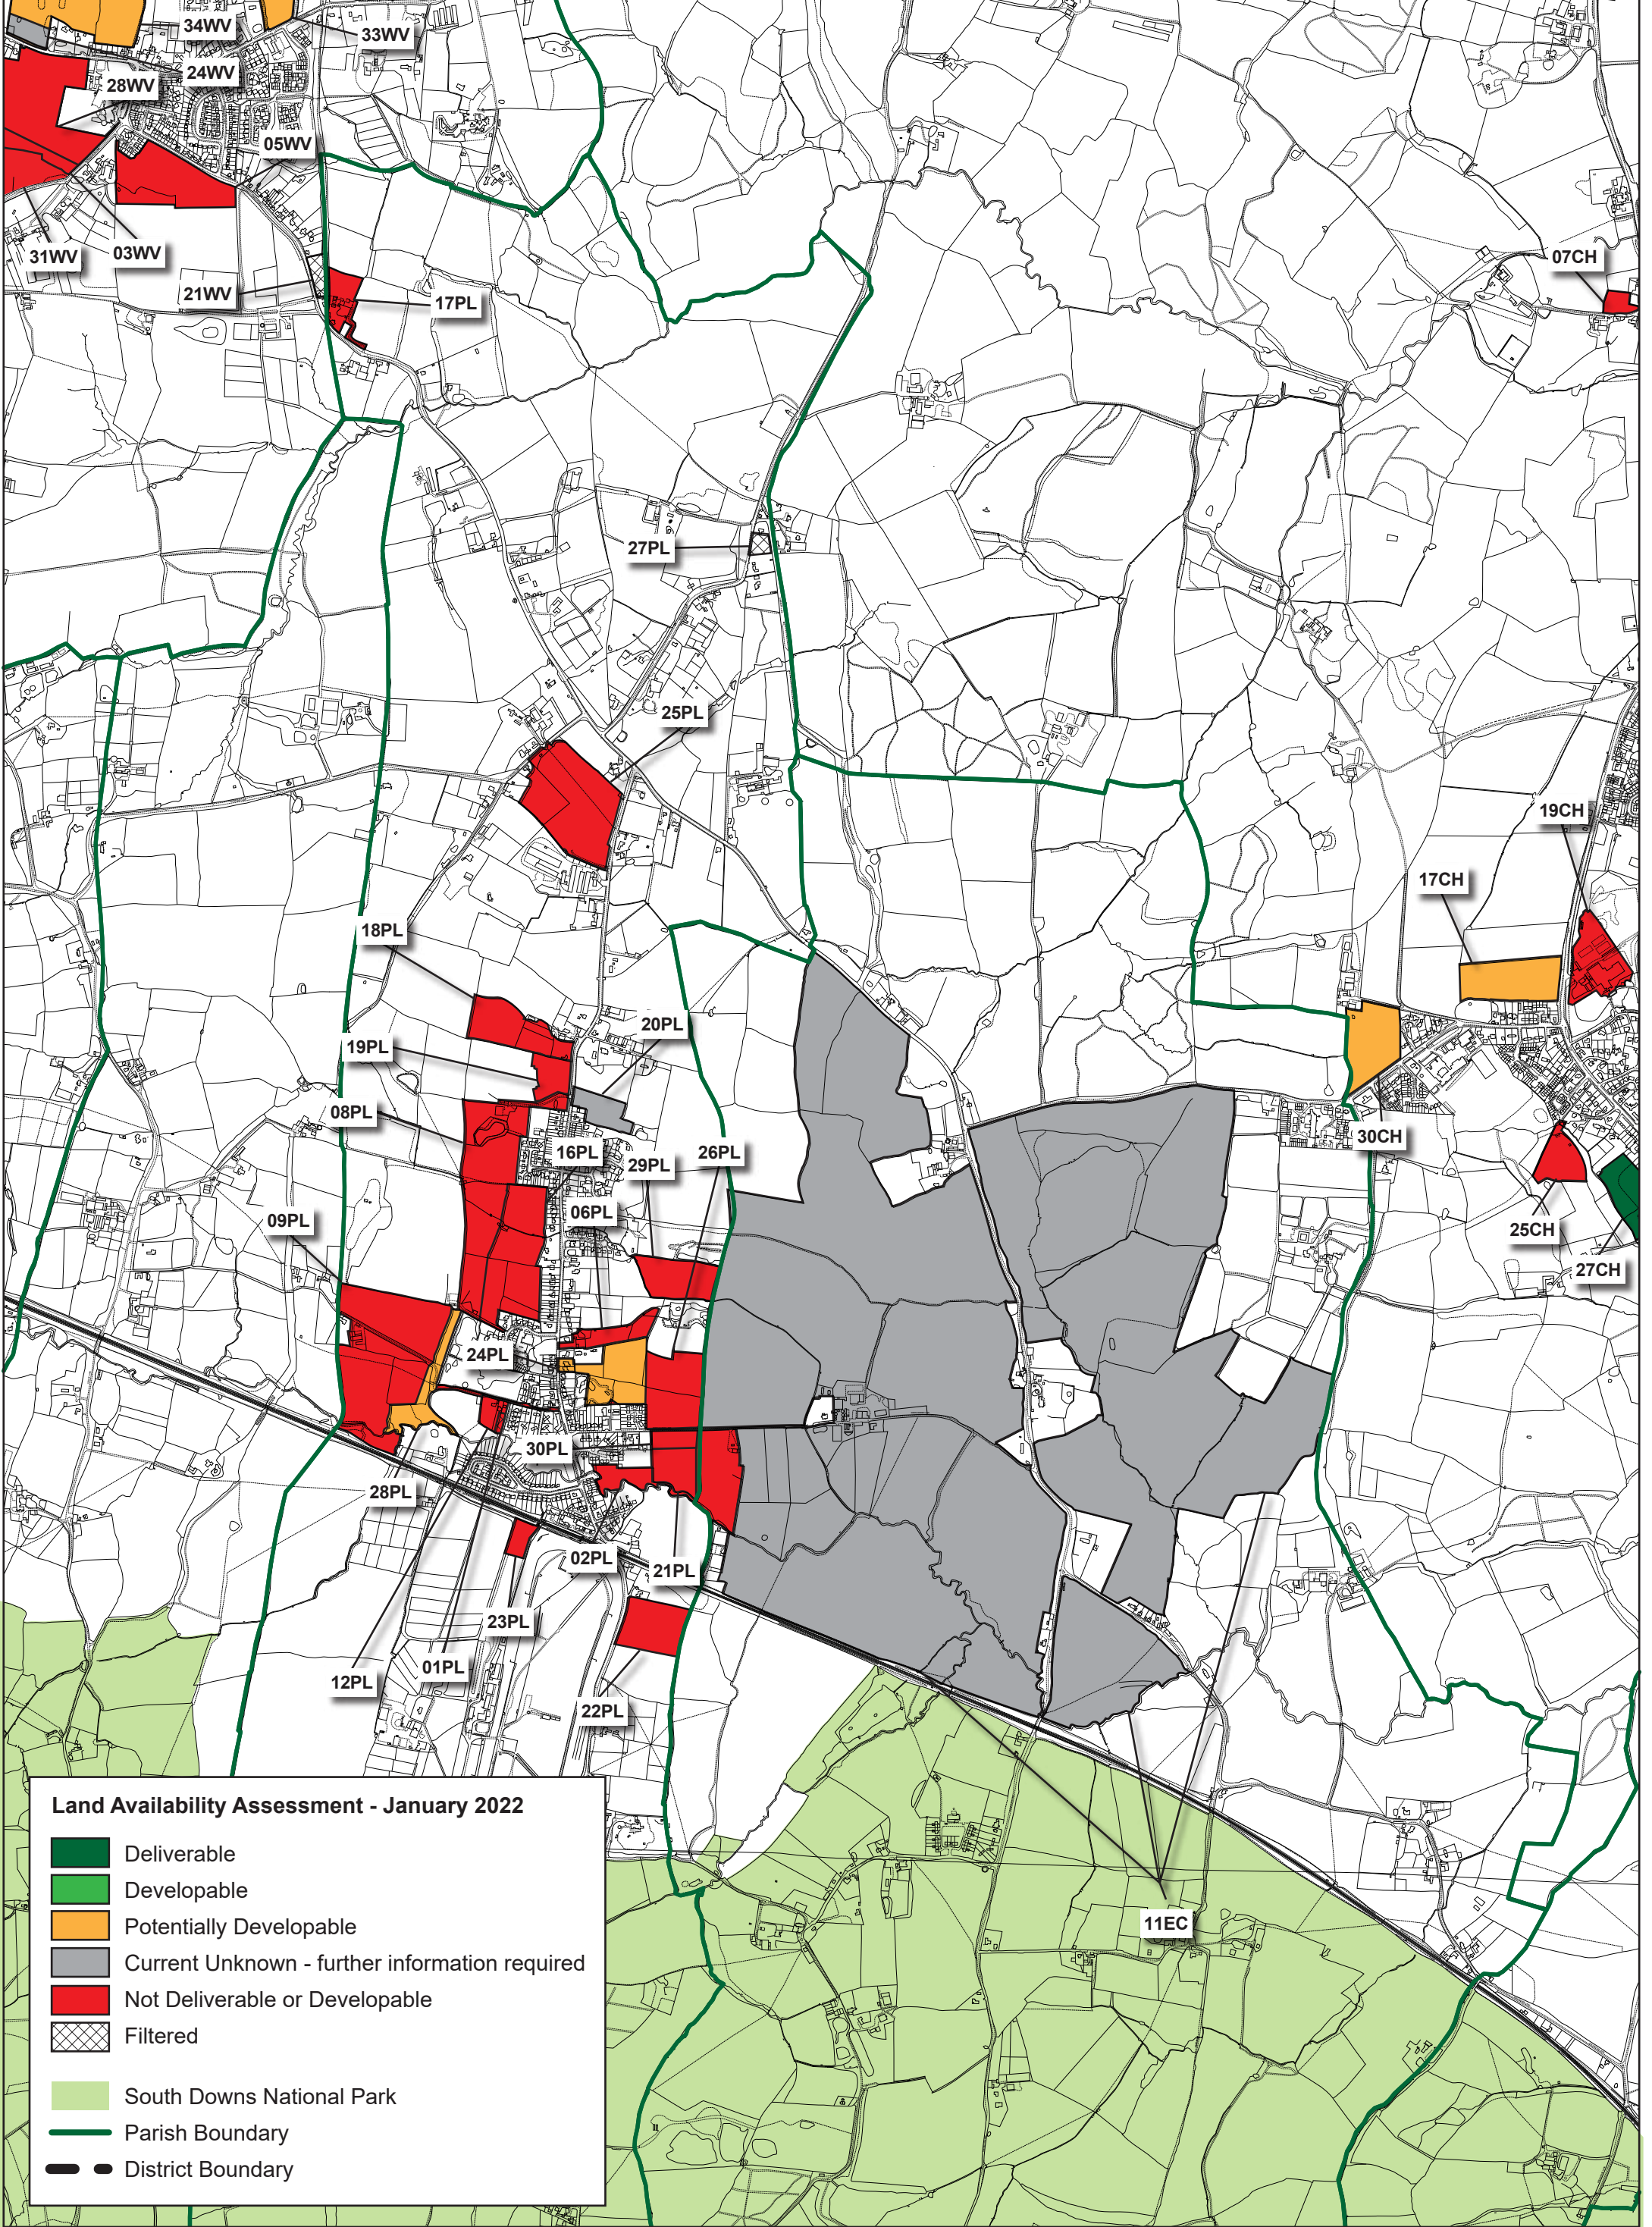 34WV
33WV
24WV
28WV
05WV
31WV
03WV
21WV
17PL
07CH
27PL
25PL
19CH
17CH
18PL
20PL
19PL
08PL
16PL
29PL
26PL
30CH
06PL
09PL
25CH
27CH
24PL
30PL
28PL
02PL
21PL
23PL
01PL
12PL
22PL
11EC
Land Availability Assessment - January 2022
Deliverable
Developable
Potentially Developable
Current Unknown - further information required
Not Deliverable or Developable
Filtered
South Downs National Park
Parish Boundary
District Boundary